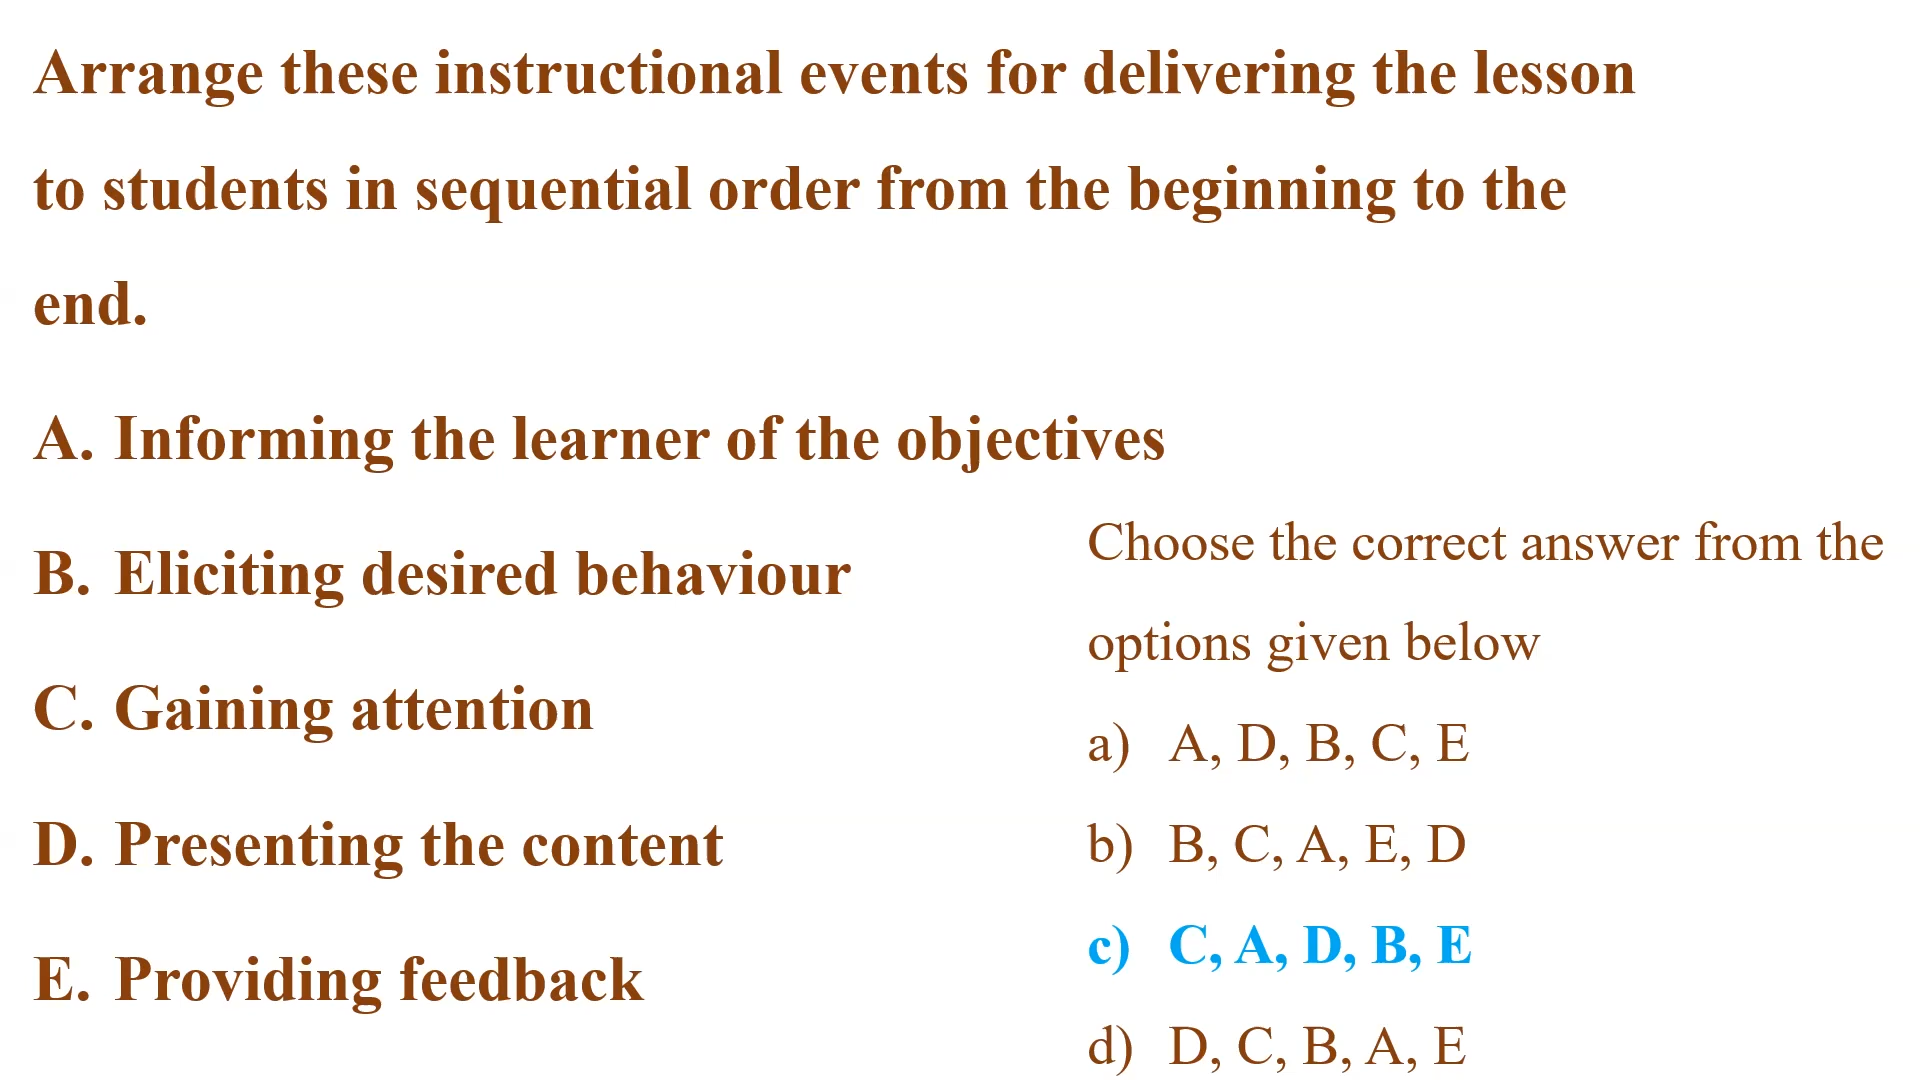 Arrange these instructional events for delivering the lesson
to students in sequential order from the beginning to the
end.
A. Informing the learner of the objectives
B. Eliciting desired behaviour
C. Gaining attention
D. Presenting the content
E. Providing feedback
Choose the correct answer from the
options given below
a) A, D, B, C, E
b) B, C, A, E, D
c) C, A, D, B, E
d) D, C, B, A, E